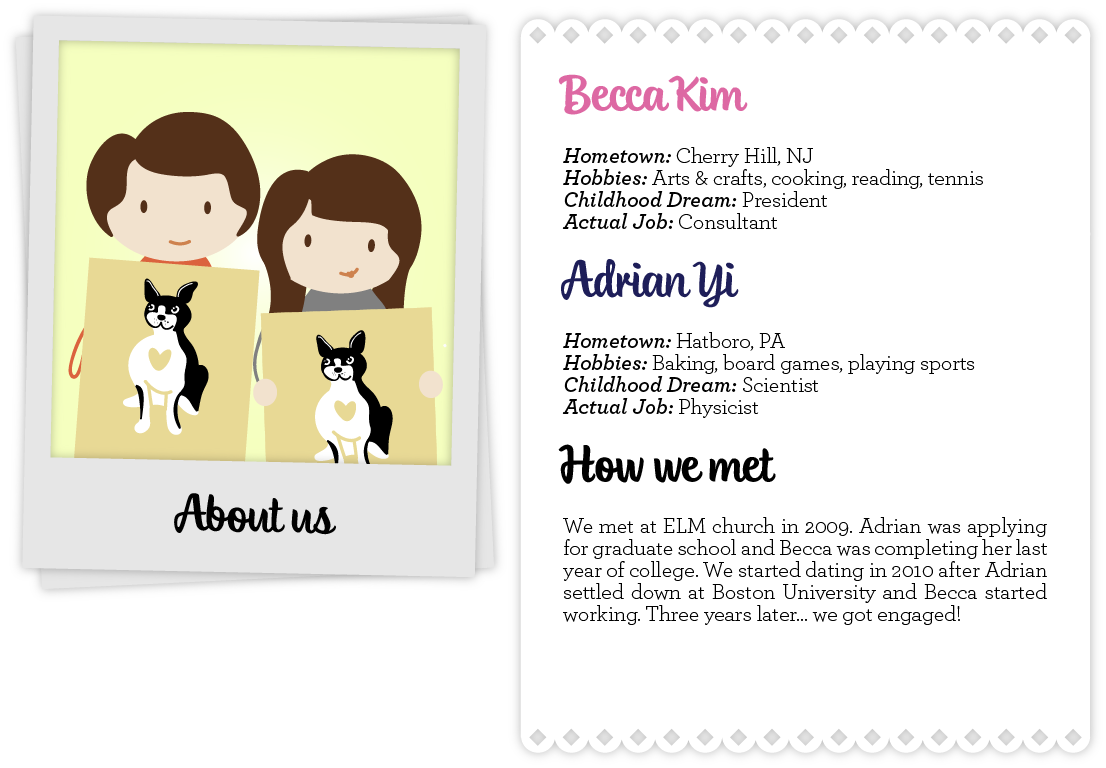 About us
Becca Kim
Hometown: Cherry Hill, NJ
Hobbies: Arts & crafts, cooking, reading, tennis
Childhood Dream: President
Actual Job: Consultant
Adrian Yi
Hometown: Hatboro, PA
Hobbies: Baking, board games, playing sports
Childhood Dream: Scientist
Actual Job: Physicist
How we met
We met at ELM church in 2009. Adrian was applying
for graduate school and Becca was completing her last
year of college. We started dating in 2010 after Adrian
settled down at Boston University and Becca started
working. Three years later... we got engaged!